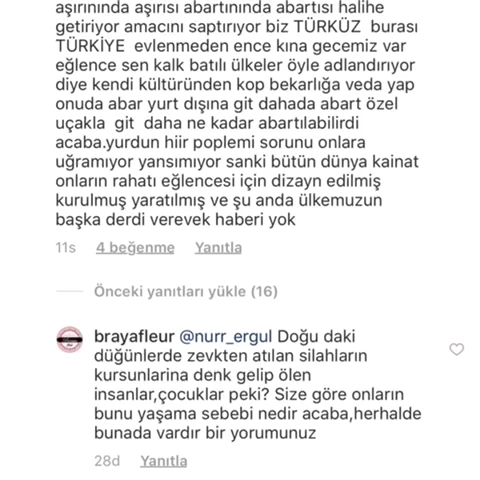 aşırınında aşırısı abartınında abartısı halihe
getiriyor amacını saptırıyor biz TÜRKÜZ burası
TÜRKİYE evlenmeden ence kına gecemiz var
eğlence sen kalk batılı ülkeler öyle adlandırıyor
diye kendi kültüründen kop bekarlığa veda yap
onuda abar yurt dışına git dahada abart özel
uçakla git daha ne kadar abartılabilirdi
acaba.yurdun hiir poplemi sorunu onlara
uğramıyor yansımıyor sanki bütün dünya kainat
onların rahatı eğlencesi için dizayn edilmiş
kurulmuş yaratılmış ve şu anda ülkemuzun
başka derdi verevek haberi yok
11s 4 beğenme Yanıtla
Önceki yanıtları yükle (16)
brayafleur @nurr_ergul Doğu daki
düğünlerde zevkten atılan silahların
kursunlarina denk gelip ölen
insanlar,çocuklar peki? Size göre onların
bunu yaşama sebebi nedir acaba,herhalde
bunada vardır bir yorumunuz
28d Yanıtla